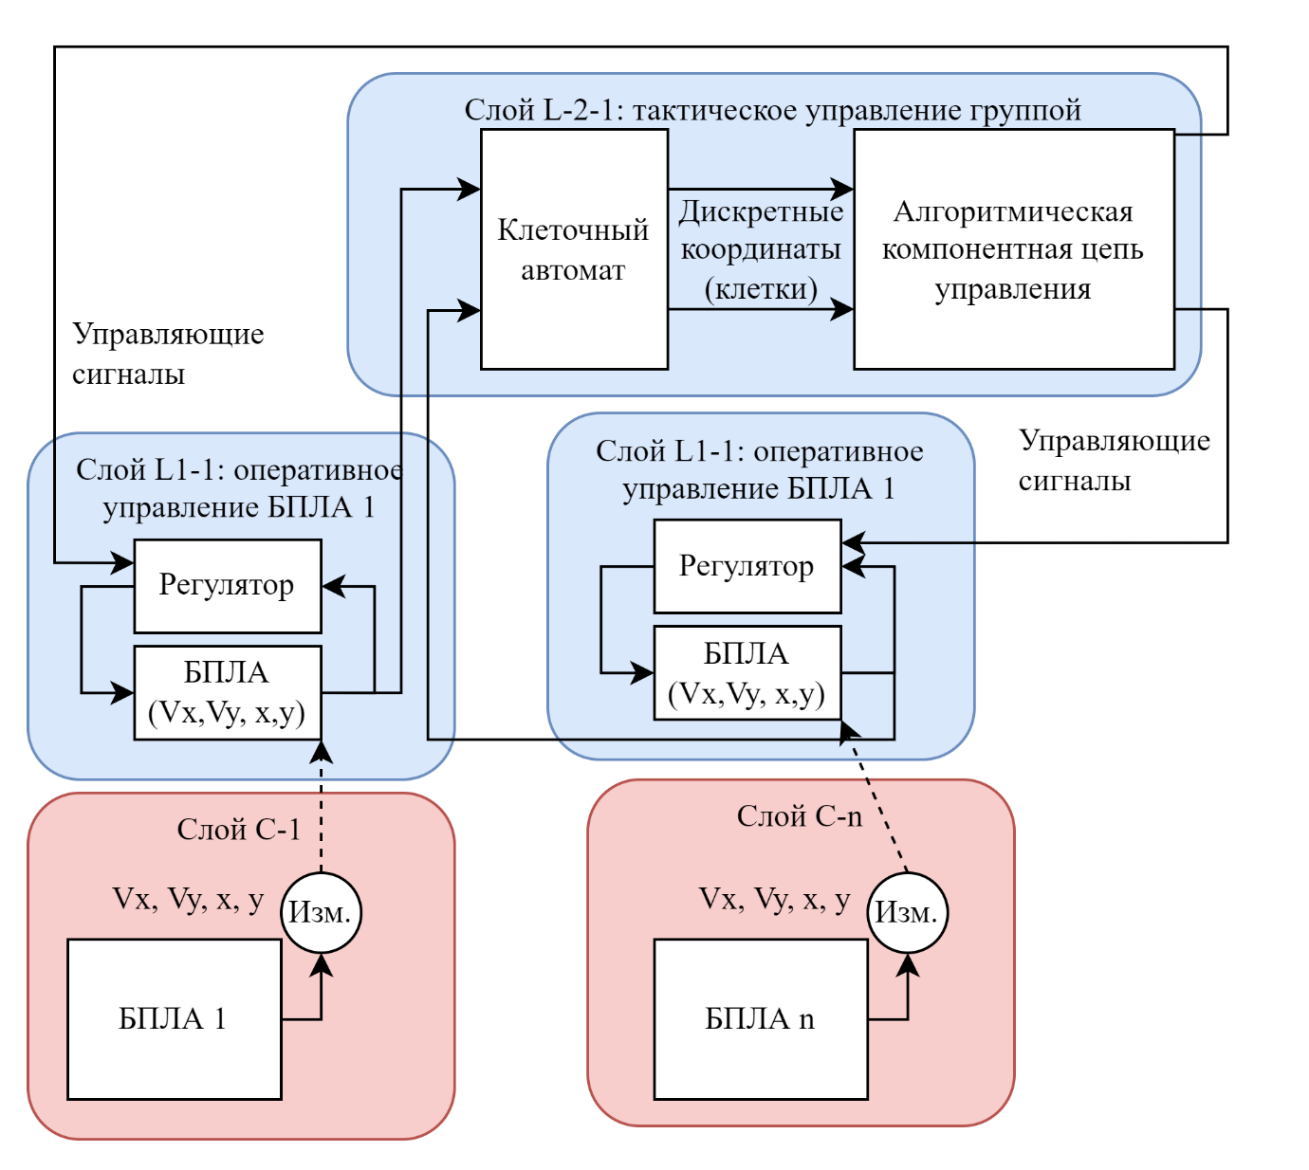 Слой L-2-1: тактическое управление группой
Клеточный
автомат
Дискретные
координаты
(клетки)
Алгоритмическая
компонентная цепь
управления
Управляющие
сигналы
Слой L1-1: оперативное
управление БПЛА 1
Регулятор
БПЛА
(Vx,Vy, x,y)
Слой L1-1: оперативное
управление БПЛА 1
Регулятор
БПЛА
(Vx,Vy, x,y)
Управляющие
сигналы
Слой С-1
Vx, Vy, x, y
Изм.
БПЛА 1
Слой С-n
Vx, Vy, x, y
Изм.
БПЛА n